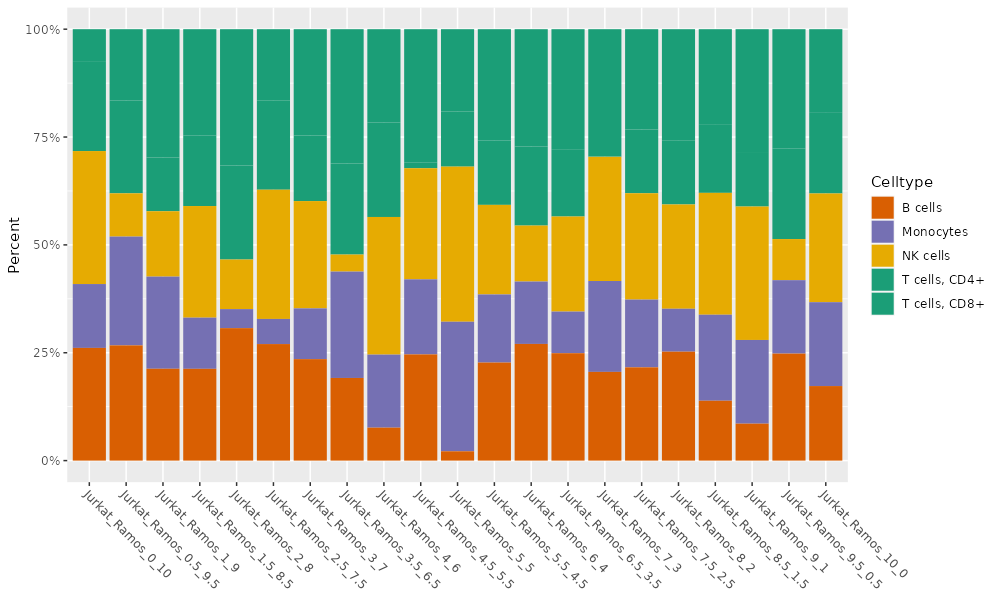 100%
75%
50%
25%
0%
Percent
Celltype
B cells
Monocytes
NK cells
T cells, CD4+
T cells, CD8+
Jurkat_Ramos_0_10
Jurkat_Ramos_0.5_9.5
Jurkat_Ramos_1_9
Jurkat_Ramos_1.5_8.5
Jurkat_Ramos_2_8
Jurkat_Ramos_2.5_7.5
Jurkat_Ramos_3_7
Jurkat_Ramos_3.5_6.5
Jurkat_Ramos_4_6
Jurkat_Ramos_4.5_5.5
Jurkat_Ramos_5_5
Jurkat_Ramos_5.5_4.5
Jurkat_Ramos_6_4
Jurkat_Ramos_6.5_3.5
Jurkat_Ramos_7_3
Jurkat_Ramos_7.5_2.5
Jurkat_Ramos_8_2
Jurkat_Ramos_8.5_1.5
Jurkat_Ramos_9_1
Jurkat_Ramos_9.5_0.5
Jurkat_Ramos_10_0